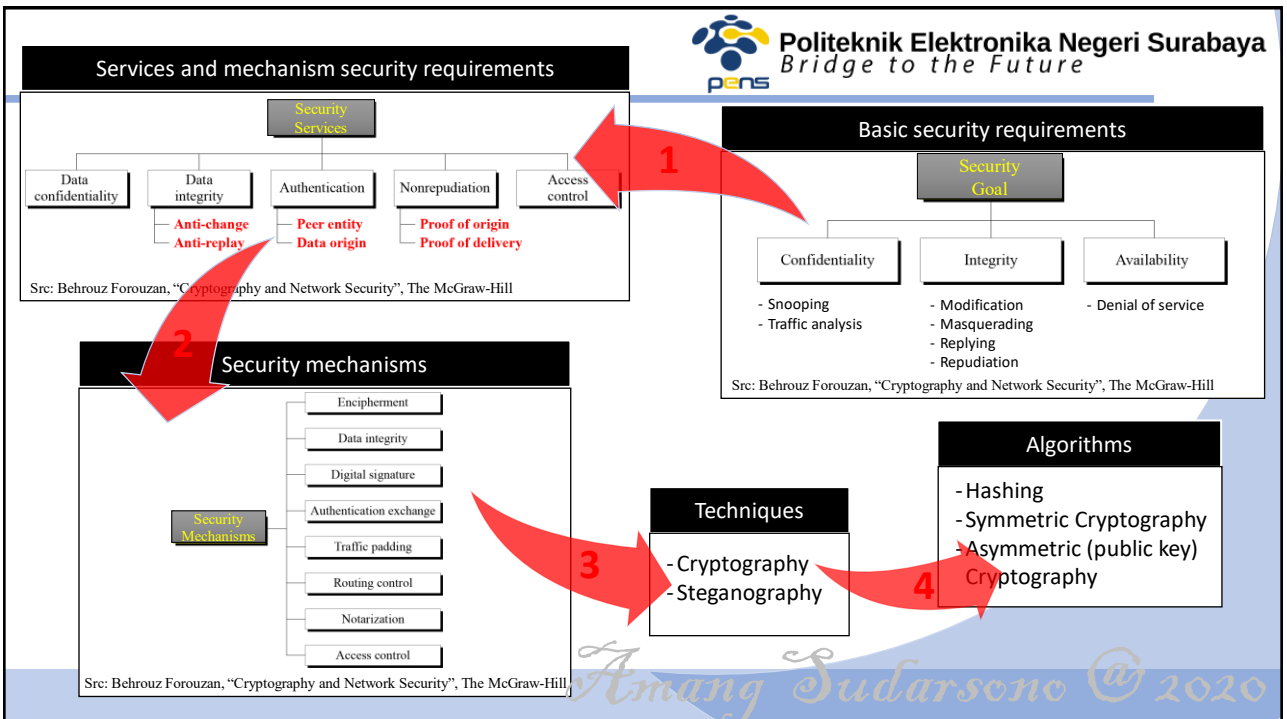 pens
Politeknik Elektronika Negeri Surabaya
Bridge to the Future
Services and mechanism security requirements
Security
Services
Data
confidentiality
Data
integrity
Anti-change
Anti-replay
Authentication
Peer entity
Data origin
Nonrepudiation
Proof of origin
Proof of delivery
Access
control
Src: Behrouz Forouzan, “Cryptography and Network Security”, The McGraw-Hill
1
Basic security requirements
Security
Goal
Confidentiality
- Snooping
- Traffic analysis
Integrity
- Modification
- Masquerading
- Replying
- Repudiation
Availability
- Denial of service
Src: Behrouz Forouzan, “Cryptography and Network Security”, The McGraw-Hill
2
Security mechanisms
Security
Mechanisms
Encipherment
Data integrity
Digital signature
Authentication exchange
Traffic padding
Routing control
Notarization
Access control
Src: Behrouz Forouzan, “Cryptography and Network Security”, The McGraw-Hill
3
Techniques
- Cryptography
- Steganography
4
Algorithms
- Hashing
- Symmetric Cryptography
- Asymmetric (public key)
Cryptography
Amang Sudarsono @ 2020